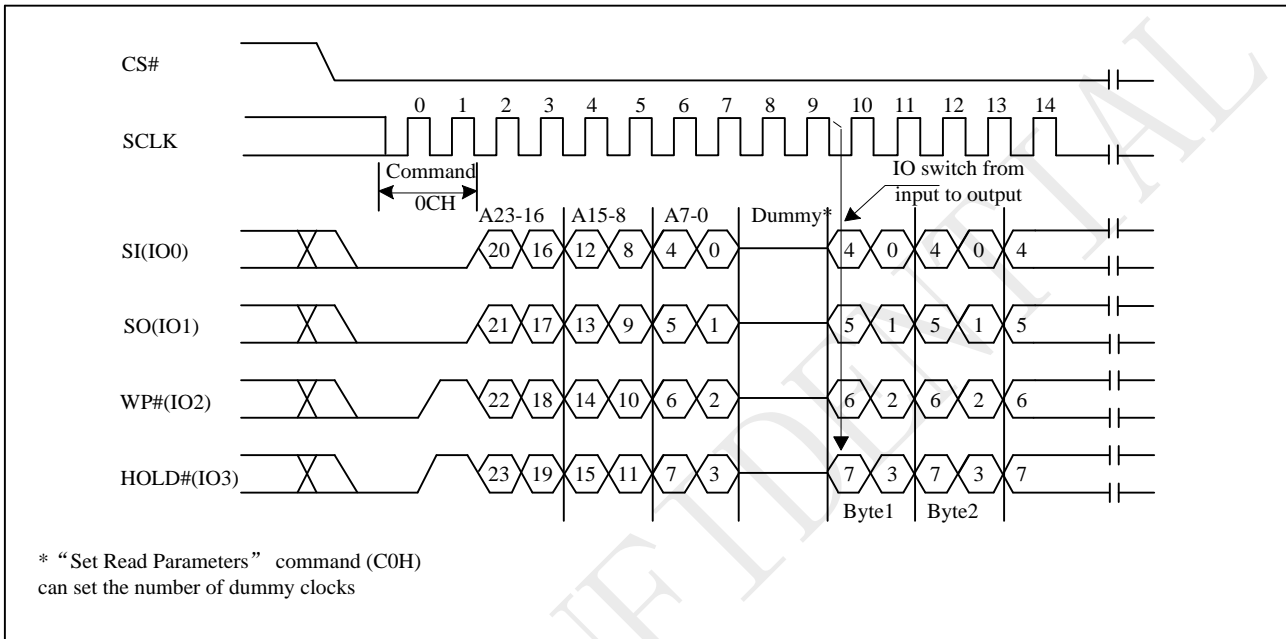 CS#
0 1 2 3 4 5 6 7 8 9 10 11 12 13 14
SCLK
Command
0CH
IO switch from
input to output
A23-16 A15-8 A7-0 Dummy*
SI(IO0) 20 16 12 8 4 0 4 0 4 0 4
SO(IO1) 21 17 13 9 5 1 5 1 5 1 5
WP#(IO2) 22 18 14 10 6 2 6 2 6 2 6
HOLD#(IO3) 23 19 15 11 7 3 7 3 7 3 7
Byte1 Byte2
* “Set Read Parameters” command (C0H)
can set the number of dummy clocks